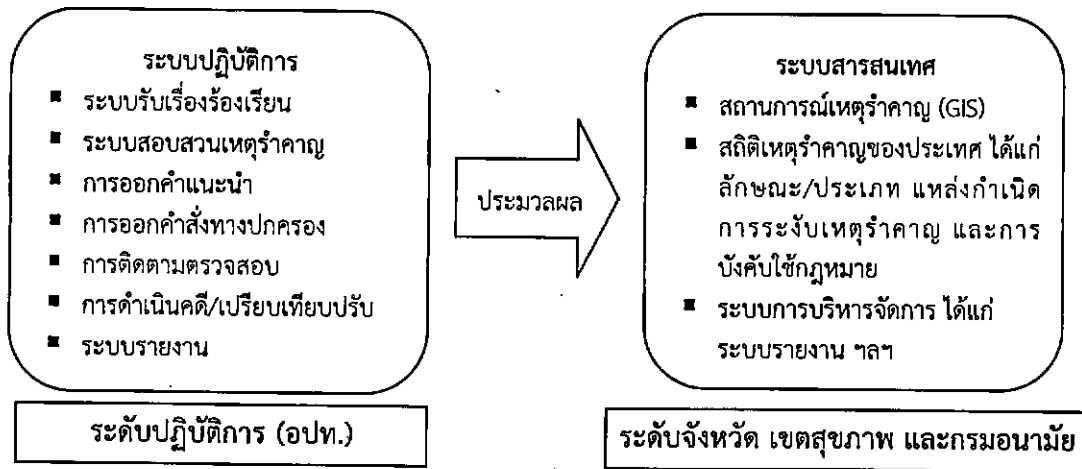 ระบบปฏิบัติการ
▪ ระบบรับเรื่องร้องเรียน
▪ ระบบสอบสวนเหตุรำคาญ
▪ การออกคำแนะนำ
▪ การออกคำสั่งทางปกครอง
▪ การติดตามตรวจสอบ
▪ การดำเนินคดี/เปรียบเทียบปรับ
▪ ระบบรายงาน
ระดับปฏิบัติการ (อปท.)
ประมวลผล
ระบบสารสนเทศ
▪ สถานการณ์เหตุรำคาญ (GIS)
▪ สถิติเหตุรำคาญของประเทศ ได้แก่
ลักษณะ/ประเภท แหล่งกำเนิด
การระงับเหตุรำคาญ และการ
บังคับใช้กฎหมาย
▪ ระบบการบริหารจัดการ ได้แก่
ระบบรายงาน ฯลฯ
ระดับจังหวัด เขตสุขภาพ และกรมอนามัย